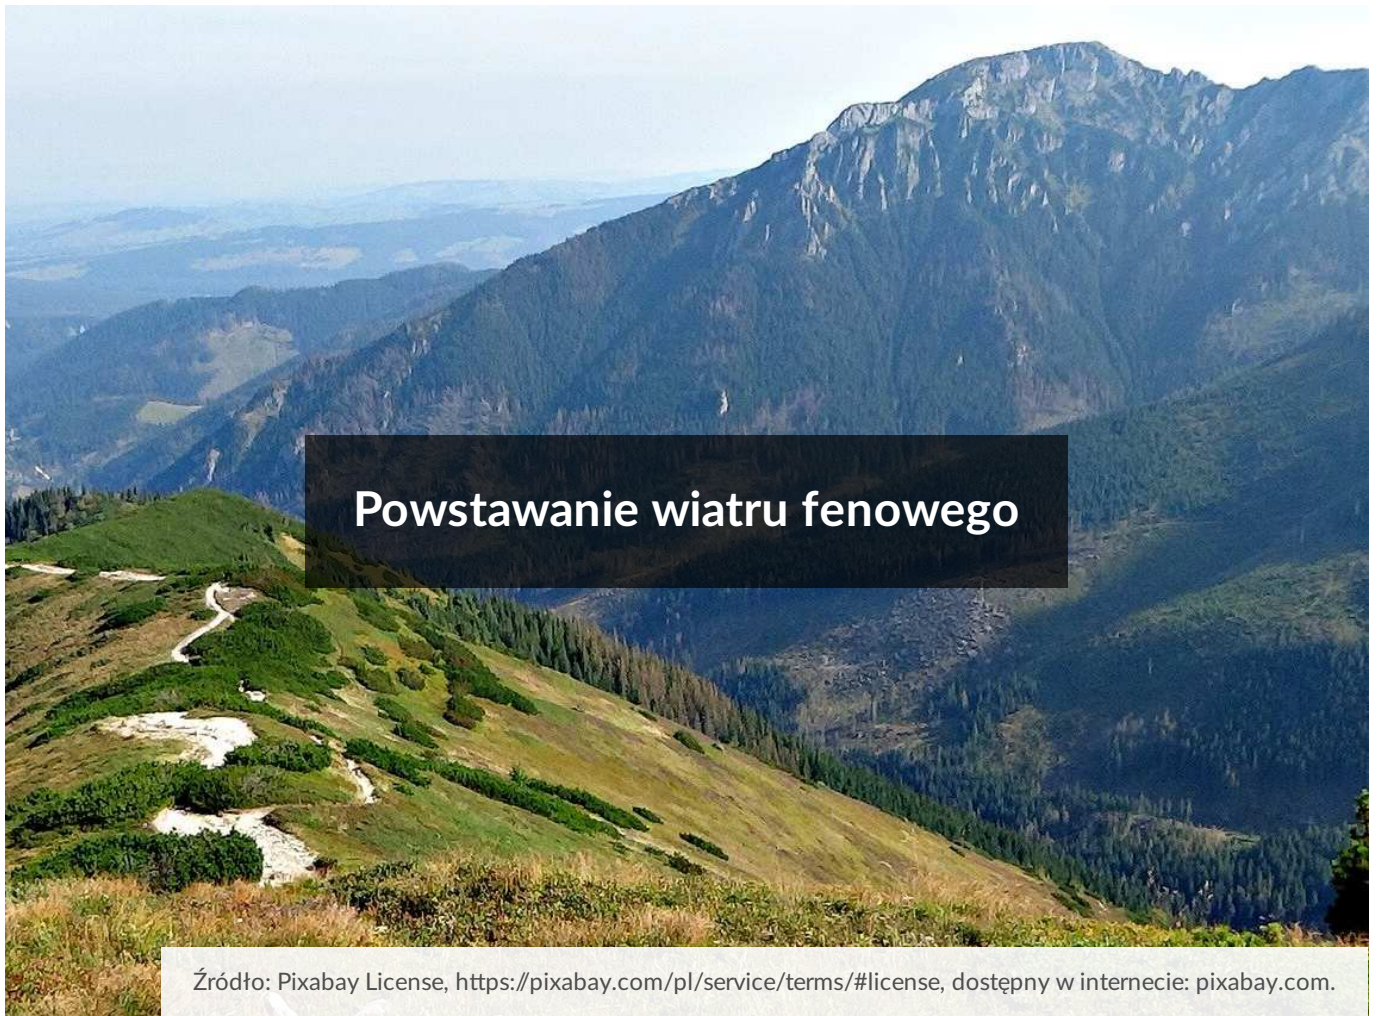 Powstawanie wiatru fenowego
Źródło: Pixabay License, https://pixabay.com/pl/service/terms/#license, dostępny w internecie: pixabay.com.